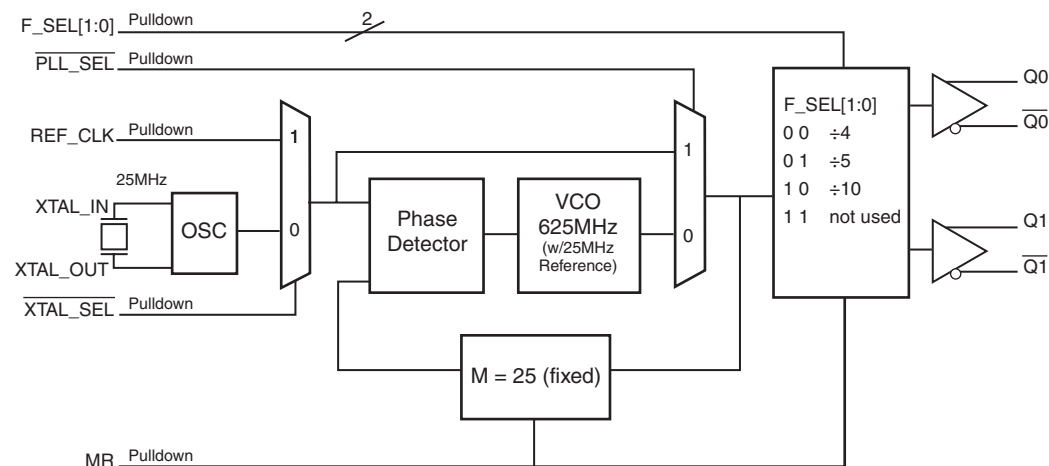 F_SEL[1:0] Pulldown 2
PLL_SEL Pulldown
REF_CLK Pulldown
1
0
25MHz
XTAL_IN
XTAL_OUT
OSC
XTAL_SEL Pulldown
Phase
Detector
VCO
625MHz
(w/25MHz
Reference)
1
0
M = 25 (fixed)
F_SEL[1:0]
0 0 ÷4
0 1 ÷5
1 0 ÷10
1 1 not used
Q0
Q0
Q1
Q1
MR Pulldown